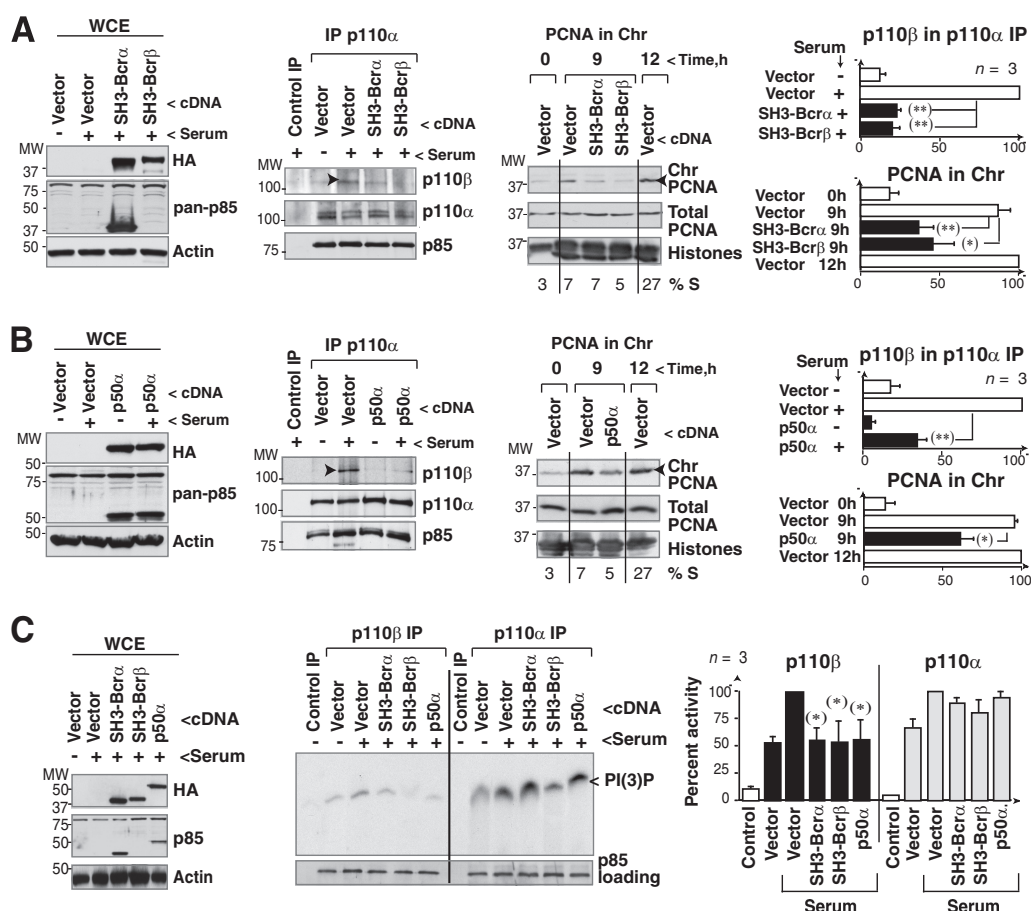 A
WCE
Vector
Vector
SH3-Bcrα
SH3-Bcrβ
< cDNA
- + + + < Serum
MW
37
HA
75
50
37
pan-p85
50
Actin
IP p110α
Control IP
Vector
Vector
SH3-Bcrα
SH3-Bcrβ
< cDNA
+ - + + + < Serum
MW
100
p110β
100
p110α
75
p85
PCNA in Chr
0 9 12 < Time,h
Vector
Vector
SH3-Bcrα
SH3-Bcrβ
Vector
< cDNA
MW
37
Chr
PCNA
37
Total
PCNA
37
Histones
3 7 7 5 27 % S
p110β in p110α IP
Serum
n = 3
Vector -
Vector +
SH3-Bcrα + (**)
SH3-Bcrβ + (**)
PCNA in Chr
Vector 0h
Vector 9h
SH3-Bcrα 9h (**)
SH3-Bcrβ 9h (*)
Vector 12h
0 50 100
B
WCE
Vector
Vector
p50α
p50α
< cDNA
- + - + < Serum
MW
50
HA
75
50
pan-p85
50
Actin
IP p110α
Control IP
Vector
Vector
p50α
p50α
< cDNA
+ - + - + < Serum
MW
100
p110β
100
p110α
75
p85
PCNA in Chr
0 9 12 < Time,h
Vector
Vector
p50α
Vector
< cDNA
MW
37
Chr
PCNA
37
Total
PCNA
37
Histones
3 7 5 27 % S
p110β in p110α IP
Serum
n = 3
Vector -
Vector +
p50α -
p50α + (**)
PCNA in Chr
Vector 0h
Vector 9h
p50α 9h (*)
Vector 12h
0 50 100
C
WCE
Vector
Vector
SH3-Bcrα
SH3-Bcrβ
p50α
<cDNA
- + + + + <Serum
MW
50
37
HA
75
50
p85
50
Actin
p110β IP
p110α IP
Control IP
Vector
Vector
SH3-Bcrα
SH3-Bcrβ
p50α
Control IP
Vector
Vector
SH3-Bcrα
SH3-Bcrβ
p50α
<cDNA
- - + + + + - - + + + + <Serum
< PI(3)P
p85
loading
n = 3
p110β
p110α
Percent activity
100
75
50
25
0
(*)
(*)
(*)
Control
Vector
Vector
SH3-Bcrα
SH3-Bcrβ
p50α
Control
Vector
Vector
SH3-Bcrα
SH3-Bcrβ
p50α.
Serum
Serum